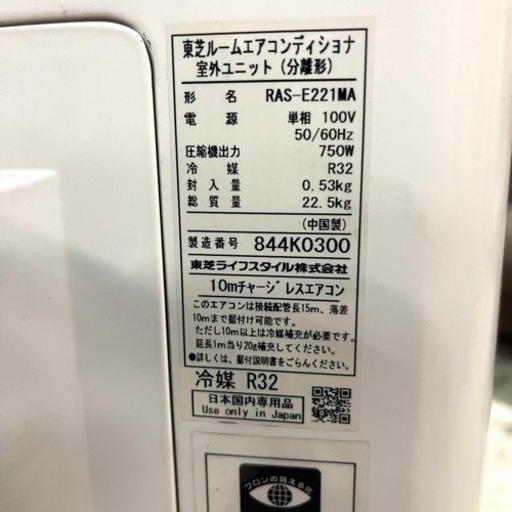 東芝ルームエアコンディショナ
室外ユニット（分離形）
形名 RAS-E221MA
電源 単相 100V
50/60Hz
圧縮機出力 750W
冷媒 R32
封入量 0.53kg
総質量 22.5kg
（中国製）
製造番号 844K0300
東芝ライフスタイル株式会社
10mチャージレスエアコン
このエアコンは接続配管長15m、落差
10mまで据付け可能です。
ただし10m以上は冷媒補充が必要です。
延長1m当り20g補充してください。
●詳しくは、据付説明書をごらんください。
冷媒 R32
日本国内専用品
Use only in Japan
フロンの見える化